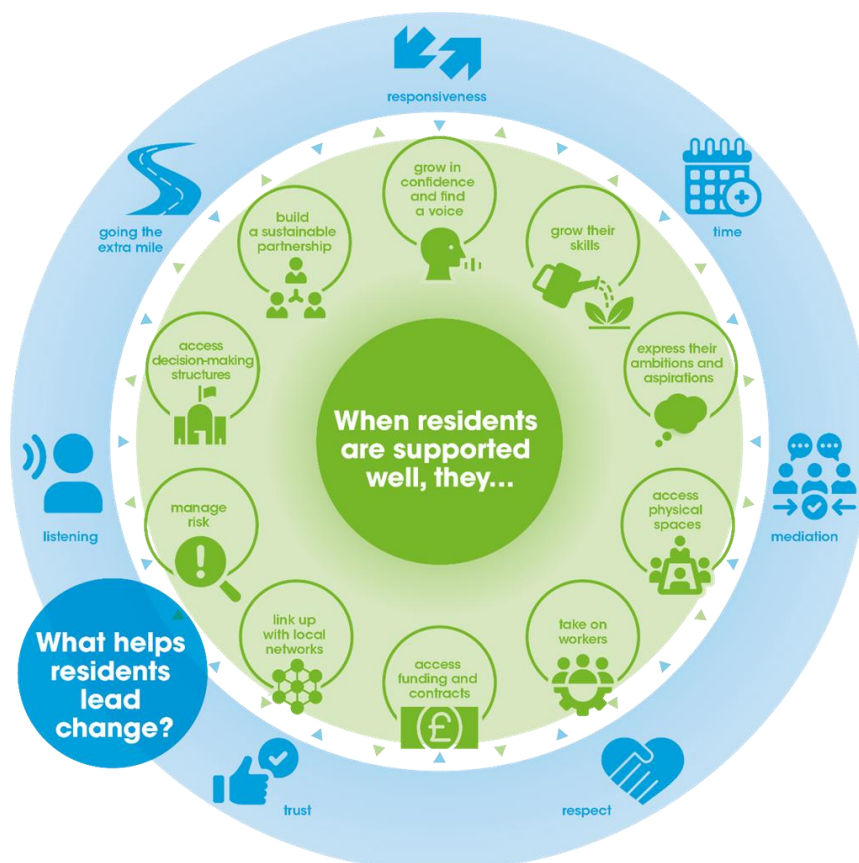 responsiveness
time
mediation
respect
trust
What helps
residents
lead
change?
listening
going the
extra mile
grow in
confidence
and find
a voice
grow their
skills
express their
ambitions and
aspirations
access
physical
spaces
take on
workers
access
funding and
contracts
£
link up
with local
networks
manage
risk
access
decision-making
structures
build
a sustainable
partnership
When residents
are supported
well, they...